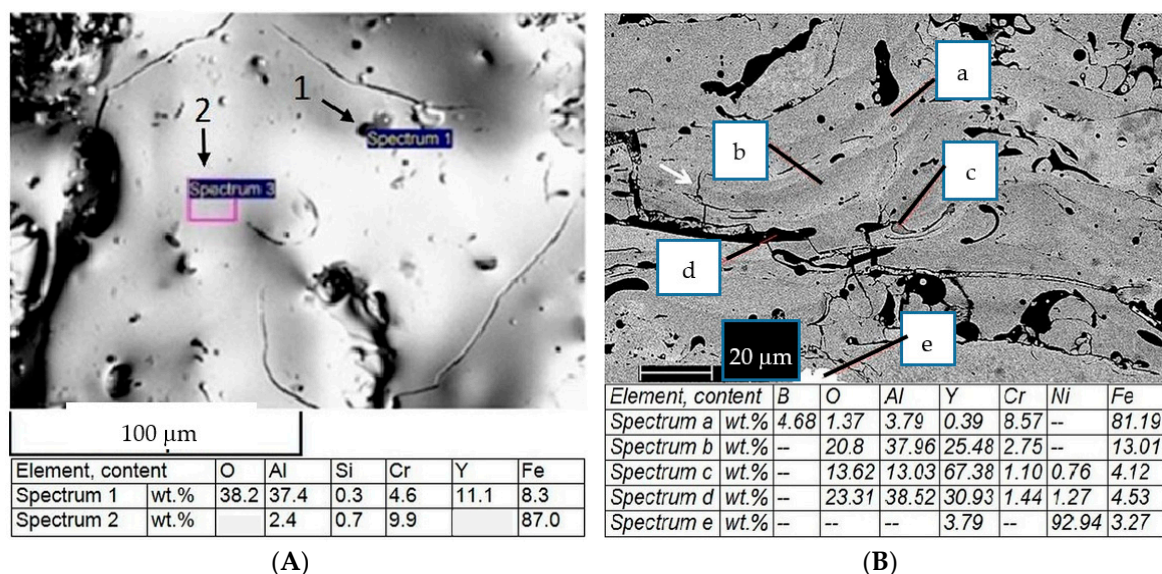 1
2
Spectrum 1
Spectrum 3
100 µm
Element, content O Al Si Cr Y Fe
Spectrum 1 wt.% 38.2 37.4 0.3 4.6 11.1 8.3
Spectrum 2 wt.% 2.4 0.7 9.9 87.0
(A)
a
b
c
d
e
20 µm
Element, content B O Al Y Cr Ni Fe
Spectrum a wt.% 4.68 1.37 3.79 0.39 8.57 -- 81.19
Spectrum b wt.% -- 20.8 37.96 25.48 2.75 -- 13.01
Spectrum c wt.% -- 13.62 13.03 67.38 1.10 0.76 4.12
Spectrum d wt.% -- 23.31 38.52 30.93 1.44 1.27 4.53
Spectrum e wt.% -- -- -- 3.79 -- 92.94 3.27
(B)